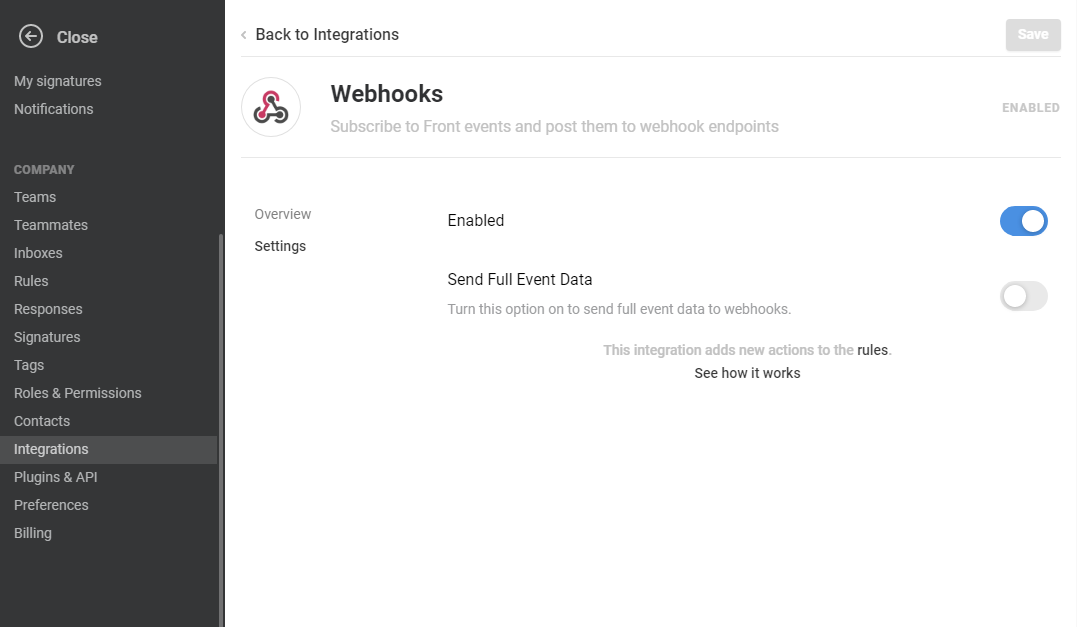 Close
My signatures
Notifications
COMPANY
Teams
Teammates
Inboxes
Rules
Responses
Signatures
Tags
Roles & Permissions
Contacts
Integrations
Plugins & API
Preferences
Billing
Back to Integrations
Save
Webhooks
Subscribe to Front events and post them to webhook endpoints
ENABLED
Overview
Settings
Enabled
Send Full Event Data
Turn this option on to send full event data to webhooks.
This integration adds new actions to the rules.
See how it works